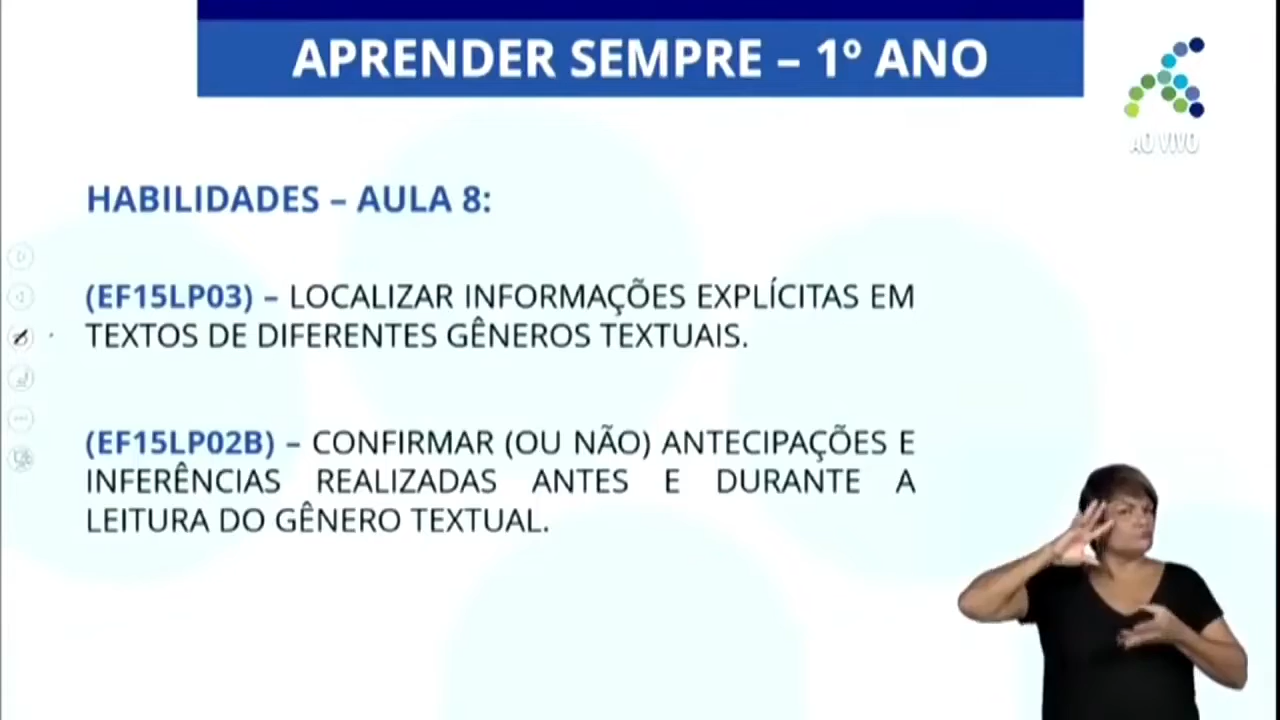 APRENDER SEMPRE – 1º ANO
AO VIVO
HABILIDADES – AULA 8:
(EF15LP03) – LOCALIZAR INFORMAÇÕES EXPLÍCITAS EM
TEXTOS DE DIFERENTES GÊNEROS TEXTUAIS.
(EF15LP02B) – CONFIRMAR (OU NÃO) ANTECIPAÇÕES E
INFERÊNCIAS REALIZADAS ANTES E DURANTE A
LEITURA DO GÊNERO TEXTUAL.